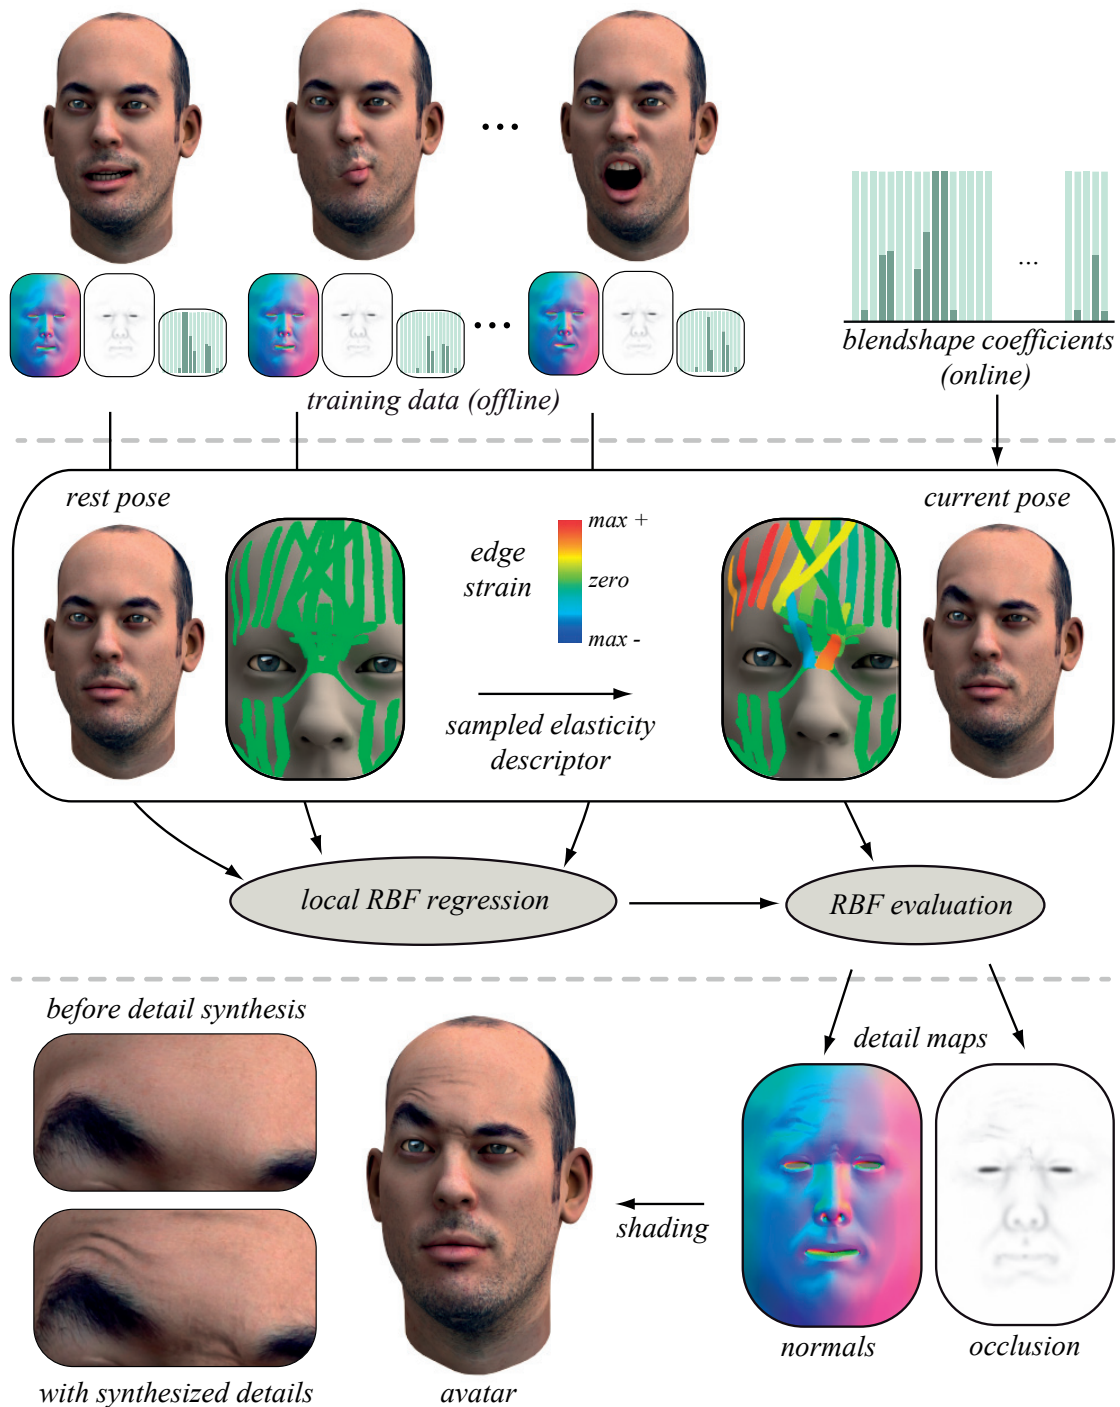 blendshape coefficients
(online)
training data (offline)
rest pose
current pose
edge
strain
max +
zero
max -
sampled elasticity
descriptor
local RBF regression
RBF evaluation
before detail synthesis
detail maps
shading
normals
occlusion
with synthesized details
avatar